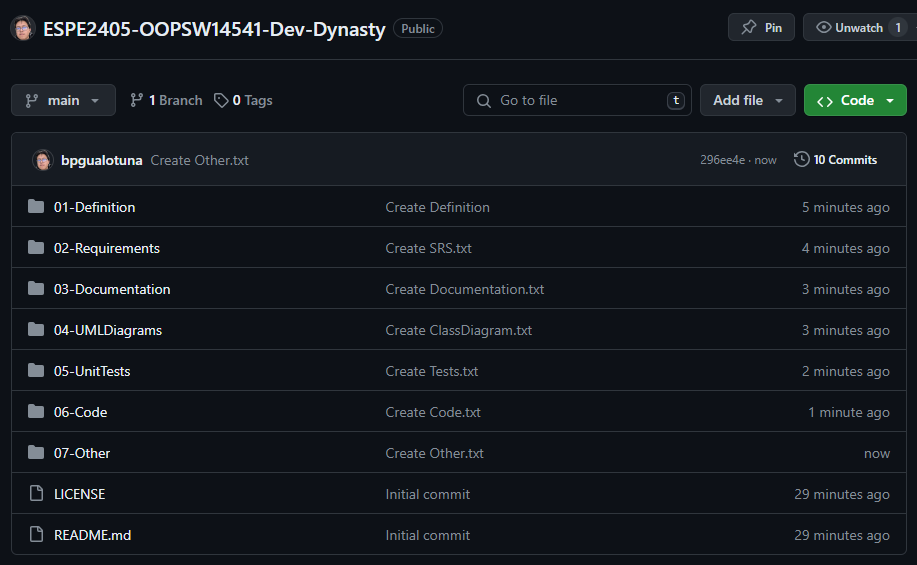 ESPE2405-OOPSW14541-Dev-Dynasty Public Pin Unwatch 1
main 1 Branch 0 Tags Go to file t Add file Code
bpgualotuna Create Other.txt 296ee4e · now 10 Commits
01-Definition Create Definition 5 minutes ago
02-Requirements Create SRS.txt 4 minutes ago
03-Documentation Create Documentation.txt 3 minutes ago
04-UMLDiagrams Create ClassDiagram.txt 3 minutes ago
05-UnitTests Create Tests.txt 2 minutes ago
06-Code Create Code.txt 1 minute ago
07-Other Create Other.txt now
LICENSE Initial commit 29 minutes ago
README.md Initial commit 29 minutes ago